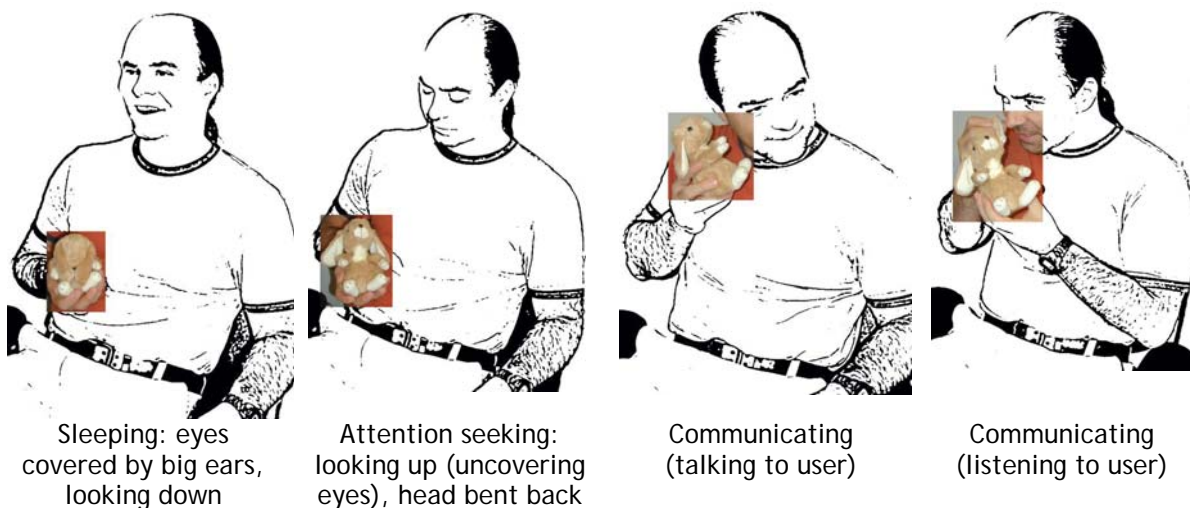 Sleeping: eyes
covered by big ears,
looking down
Attention seeking:
looking up (uncovering
eyes), head bent back
Communicating
(talking to user)
Communicating
(listening to user)